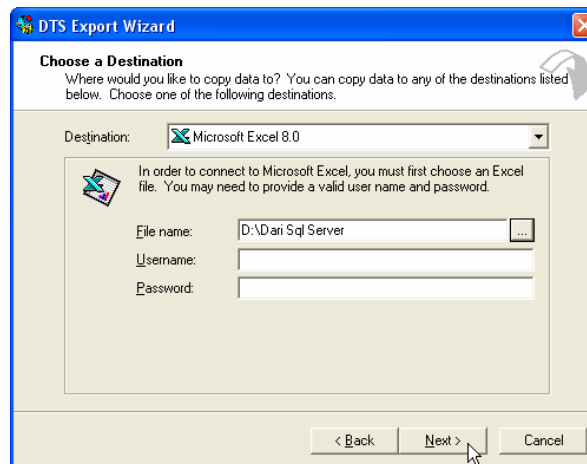 DTS Export Wizard
Choose a Destination
Where would you like to copy data to? You can copy data to any of the destinations listed
below. Choose one of the following destinations.
Destination: Microsoft Excel 8.0
In order to connect to Microsoft Excel, you must first choose an Excel
file. You may need to provide a valid user name and password.
File name: D:\Dari Sql Server ...
Username:
Password:
< Back Next > Cancel